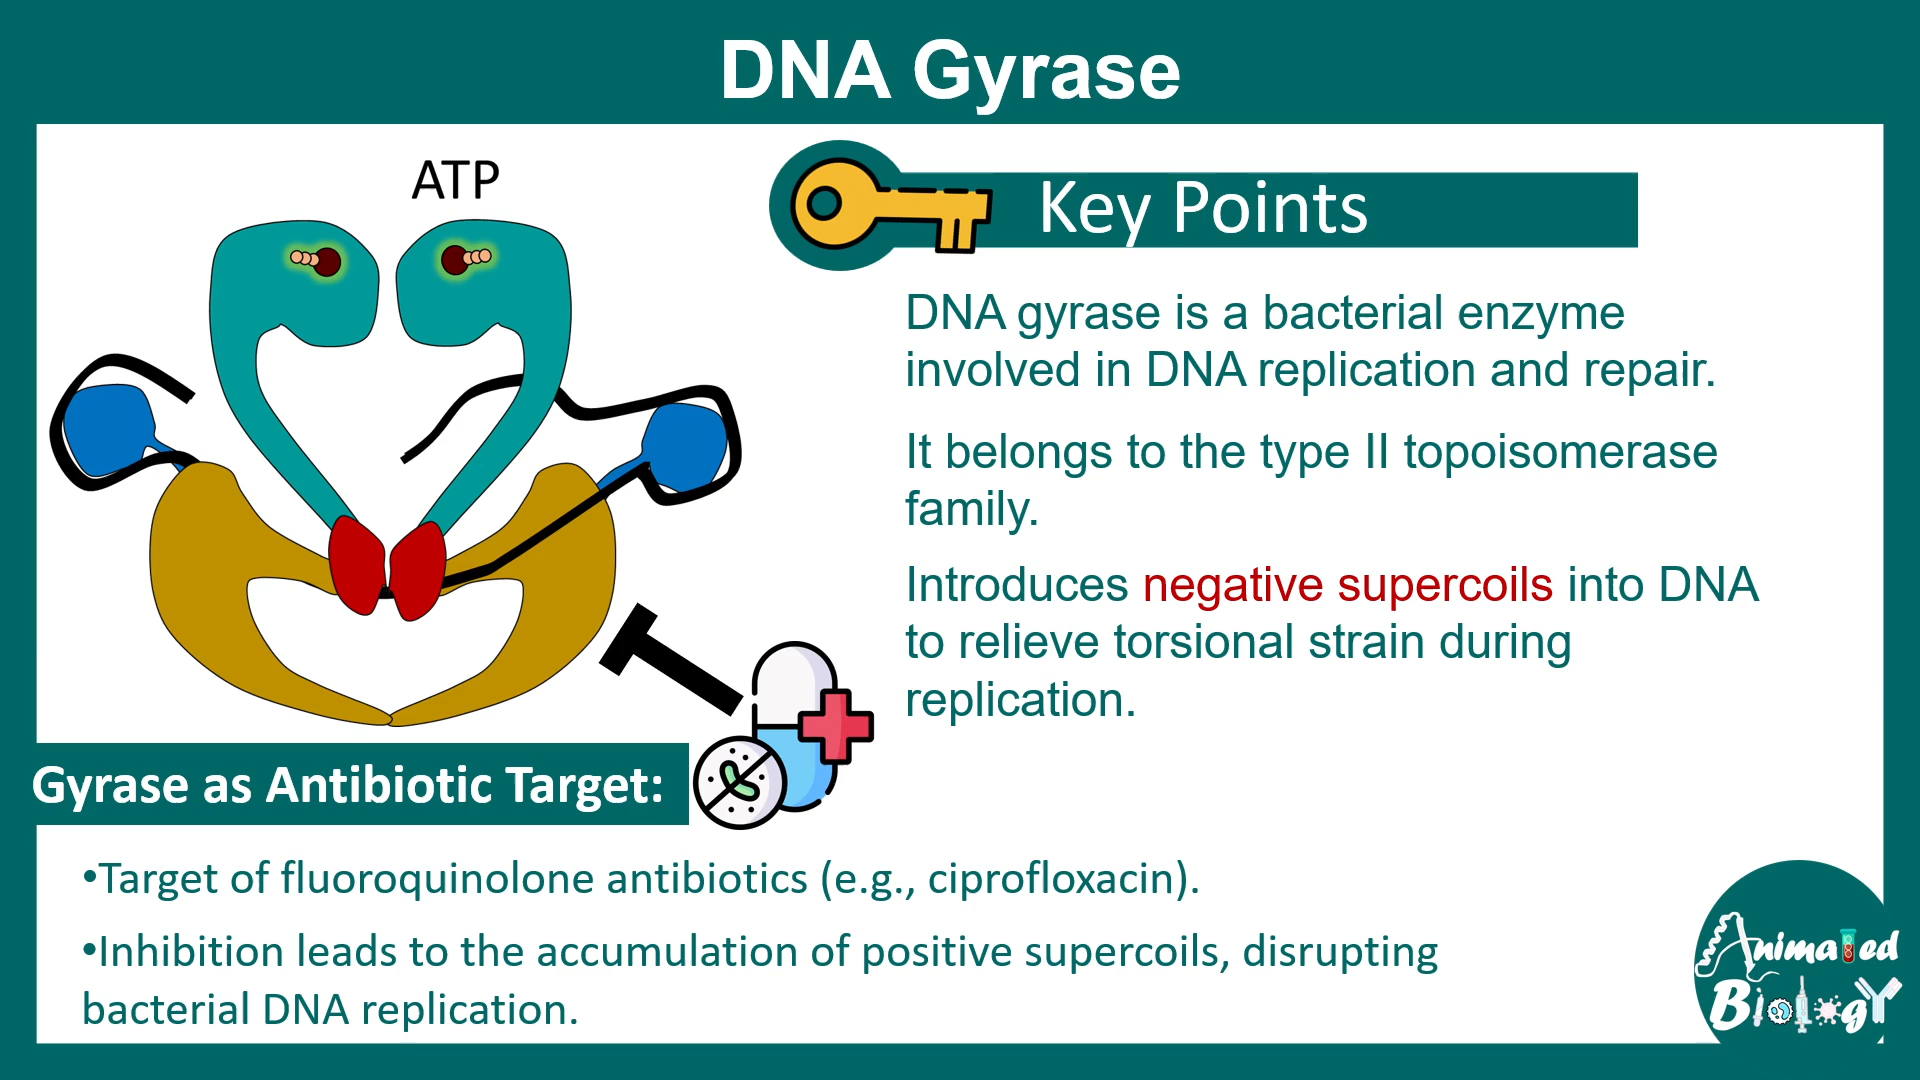 DNA Gyrase
ATP
Key Points
DNA gyrase is a bacterial enzyme
involved in DNA replication and repair.
It belongs to the type II topoisomerase
family.
Introduces negative supercoils into DNA
to relieve torsional strain during
replication.
Gyrase as Antibiotic Target:
•Target of fluoroquinolone antibiotics (e.g., ciprofloxacin).
•Inhibition leads to the accumulation of positive supercoils, disrupting
bacterial DNA replication.
Animated
Biology